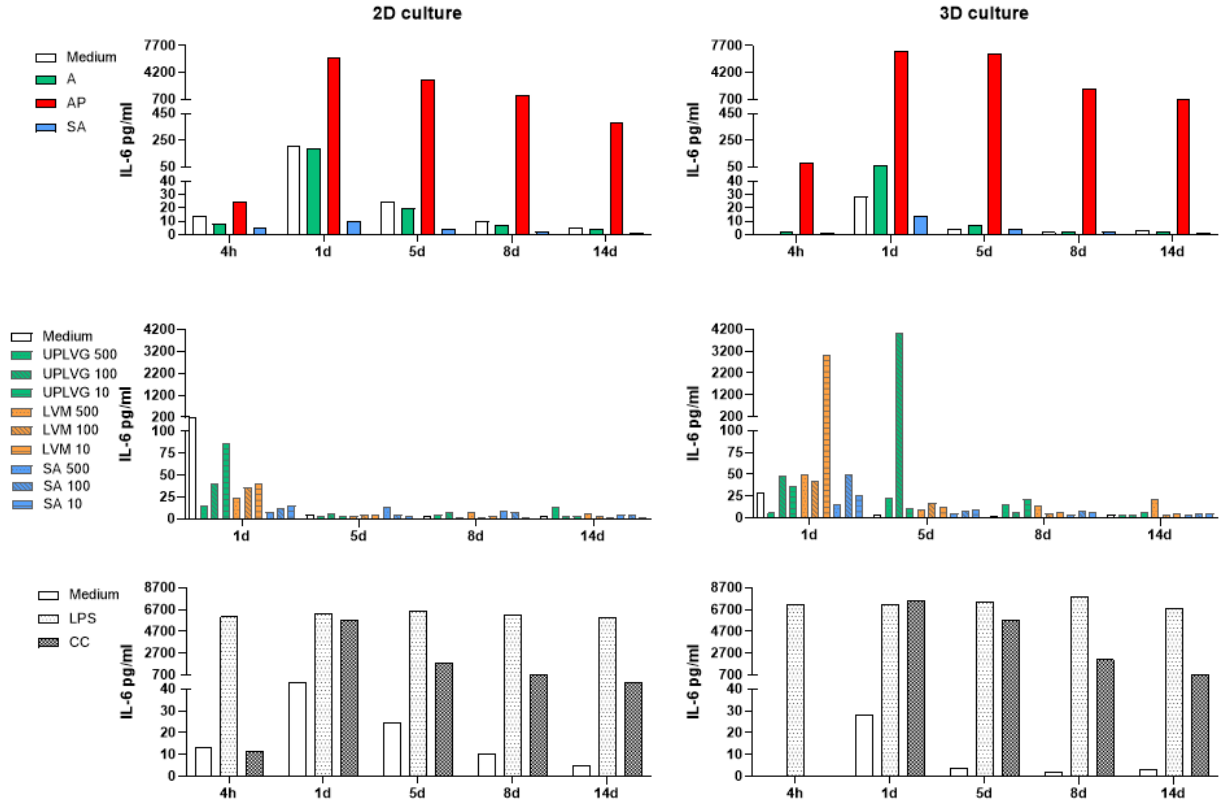 2D culture
3D culture
Medium
A
AP
SA
IL-6 pg/ml
7700
4200
700
450
250
50
40
30
20
10
0
4h 1d 5d 8d 14d
IL-6 pg/ml
7700
4200
700
450
250
50
40
30
20
10
0
4h 1d 5d 8d 14d
Medium
UPLVG 500
UPLVG 100
UPLVG 10
LVM 500
LVM 100
LVM 10
SA 500
SA 100
SA 10
IL-6 pg/ml
4200
3200
2200
1200
200
100
75
50
25
0
1d 5d 8d 14d
IL-6 pg/ml
4200
3200
2200
1200
200
100
75
50
25
0
1d 5d 8d 14d
Medium
LPS
CC
IL-6 pg/ml
8700
6700
4700
2700
700
40
30
20
10
0
4h 1d 5d 8d 14d
IL-6 pg/ml
8700
6700
4700
2700
700
40
30
20
10
0
4h 1d 5d 8d 14d